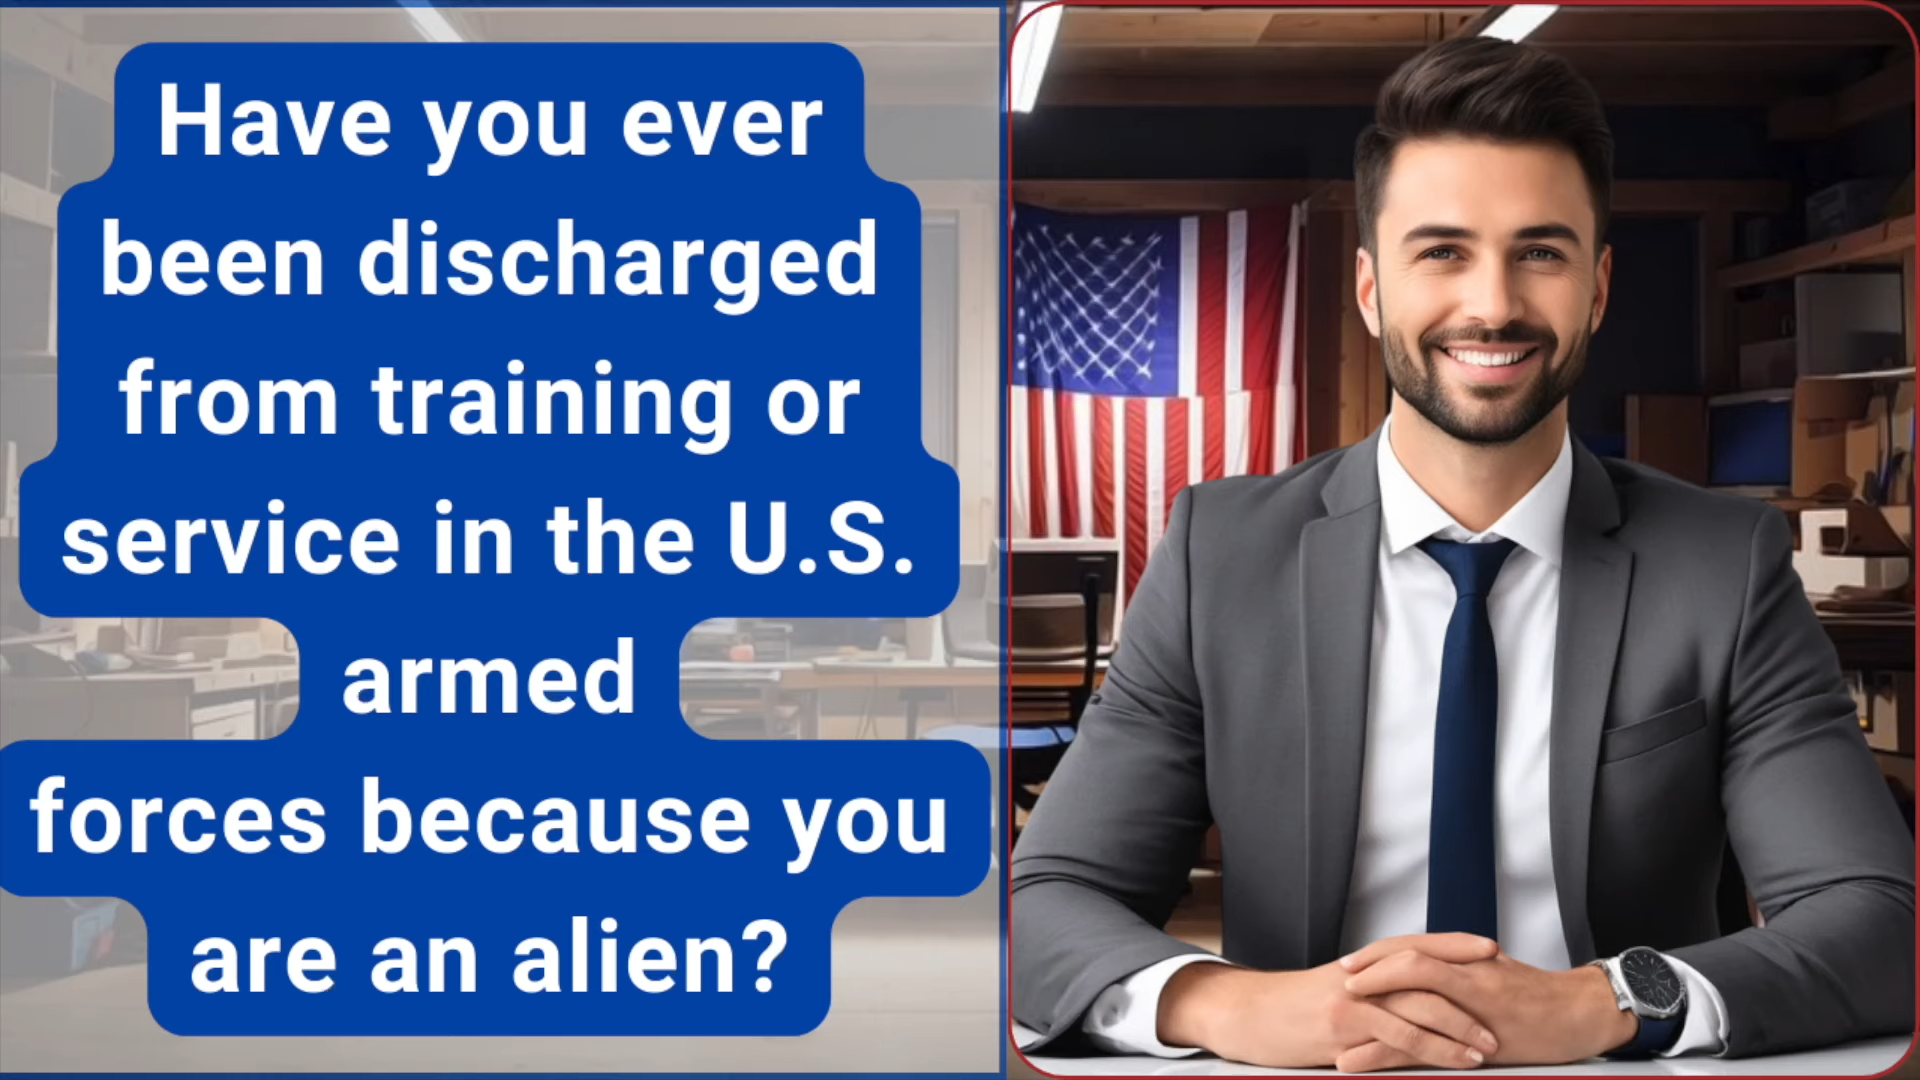 Have you ever
been discharged
from training or
service in the U.S.
armed
forces because you
are an alien?